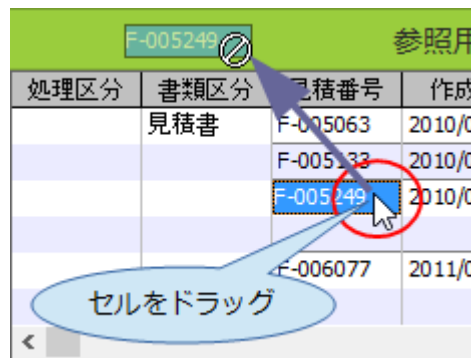 F-005249
参照用
処理区分 書類区分 見積番号 作成
見積書 F-005063 2010/0
F-005133 2010/0
F-005249 2010/0
F-006077 2011/0
セルをドラッグ